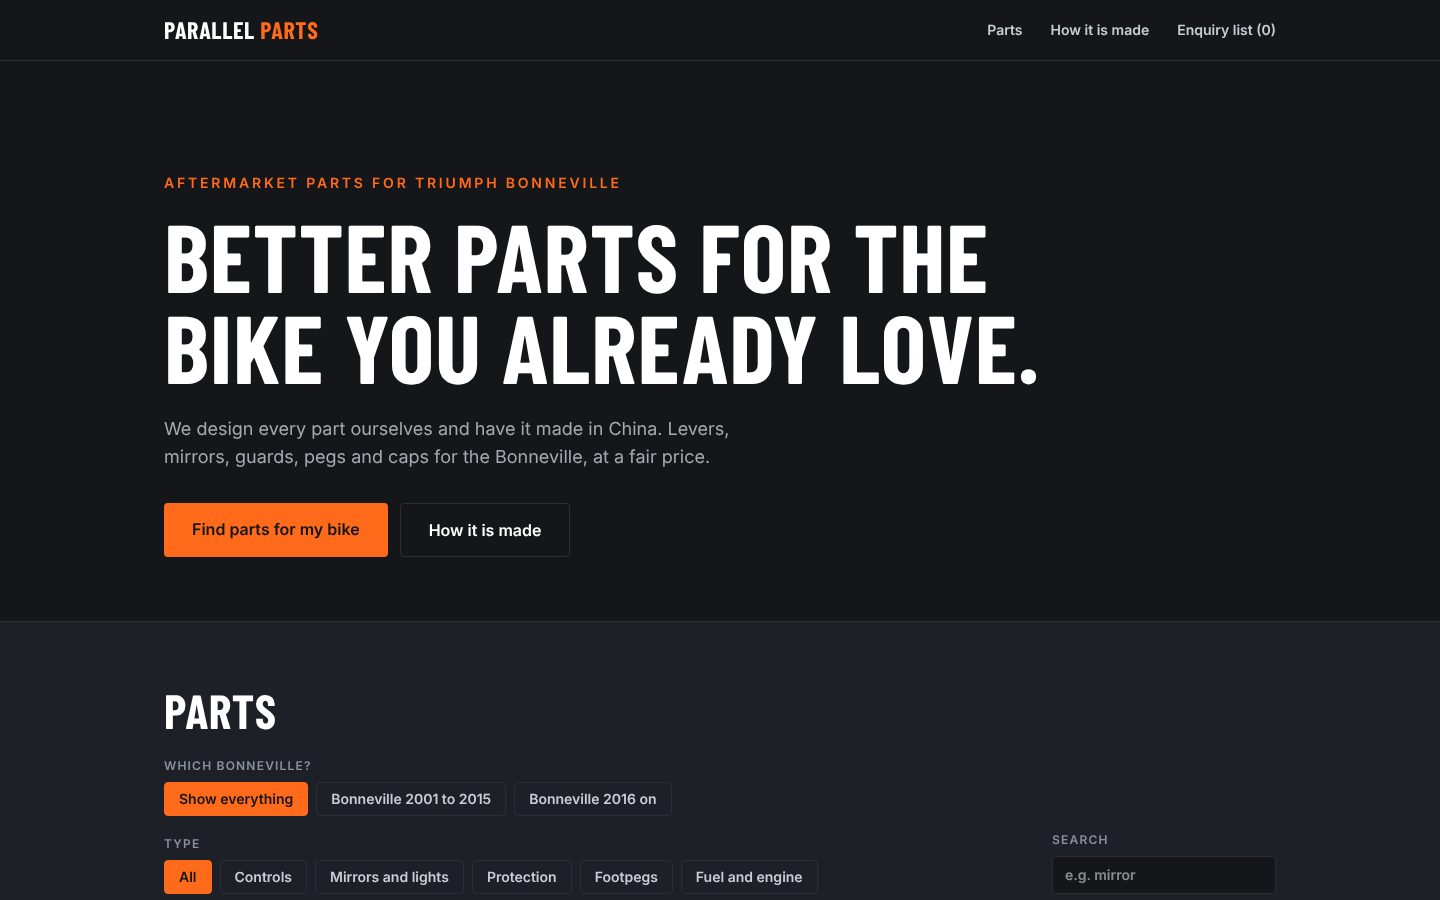 PARALLEL PARTS
Parts
How it is made
Enquiry list (0)
AFTERMARKET PARTS FOR TRIUMPH BONNEVILLE
BETTER PARTS FOR THE
BIKE YOU ALREADY LOVE.
We design every part ourselves and have it made in China. Levers,
mirrors, guards, pegs and caps for the Bonneville, at a fair price.
Find parts for my bike
How it is made
PARTS
WHICH BONNEVILLE?
Show everything
Bonneville 2001 to 2015
Bonneville 2016 on
TYPE
All
Controls
Mirrors and lights
Protection
Footpegs
Fuel and engine
SEARCH
e.g. mirror